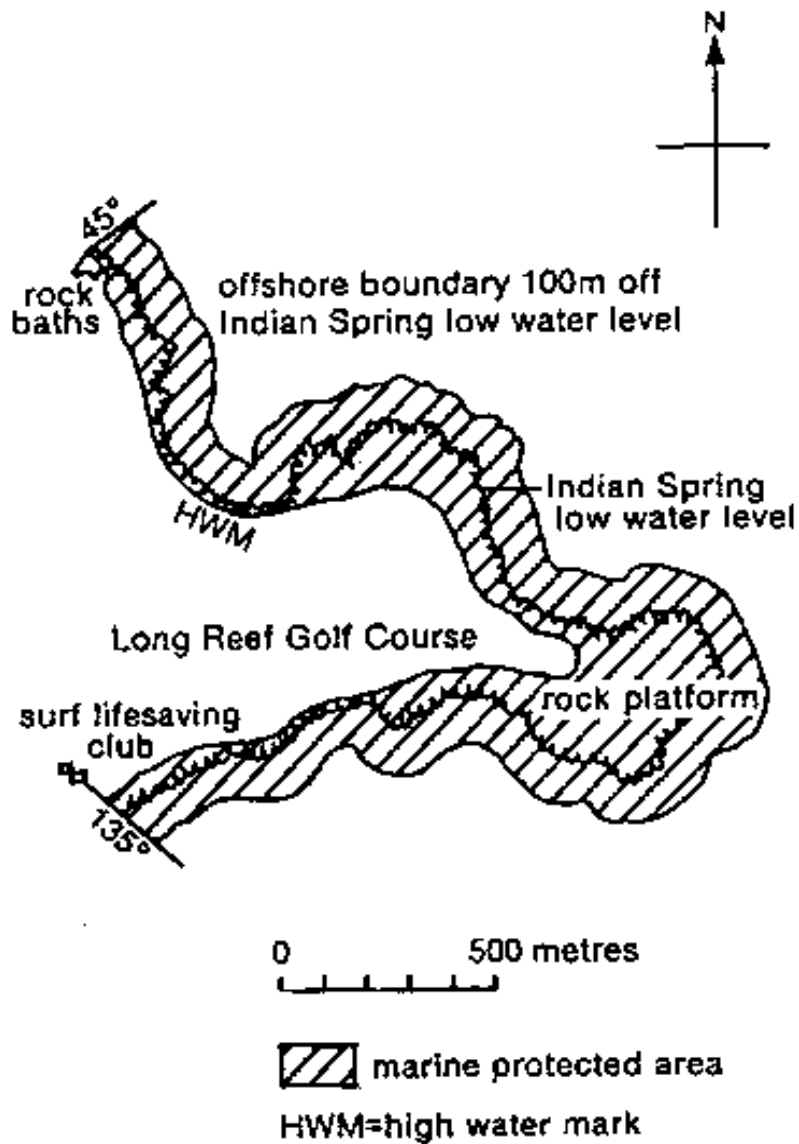 N
45°
rock
baths
offshore boundary 100m off
Indian Spring low water level
Indian Spring
low water level
HWM
Long Reef Golf Course
rock platform
surf lifesaving
club
135°
0 500 metres
marine protected area
HWM=high water mark